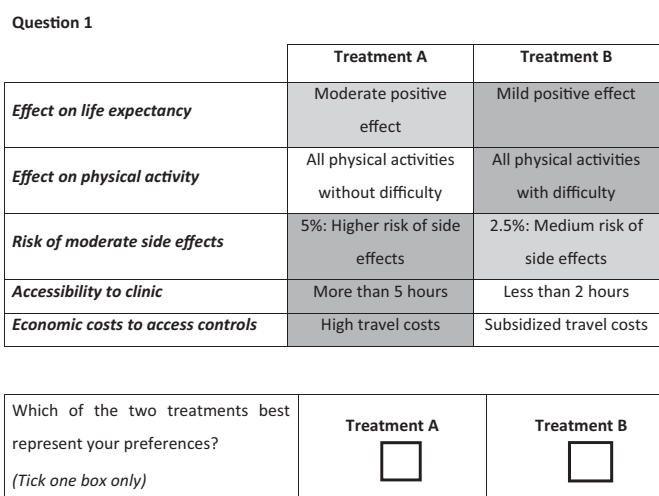 Question 1
Treatment A Treatment B
Effect on life expectancy Moderate positive effect Mild positive effect
Effect on physical activity All physical activities without difficulty All physical activities with difficulty
Risk of moderate side effects 5%: Higher risk of side effects 2.5%: Medium risk of side effects
Accessibility to clinic More than 5 hours Less than 2 hours
Economic costs to access controls High travel costs Subsidized travel costs
Which of the two treatments best
represent your preferences?
(Tick one box only)
Treatment A Treatment B